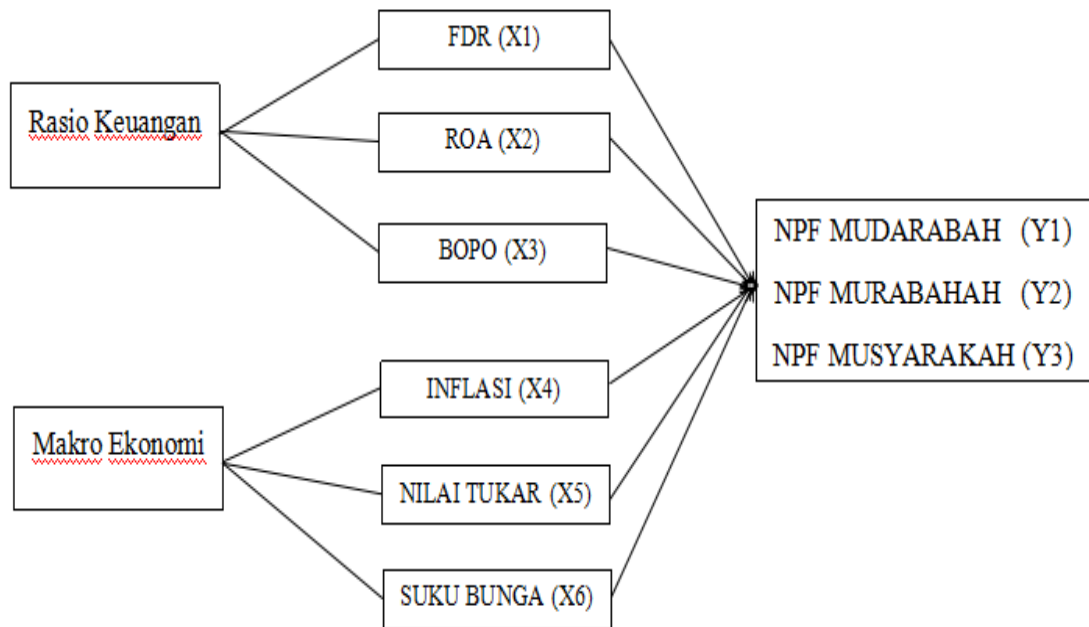 Rasio Keuangan
FDR (X1)
ROA (X2)
BOPO (X3)
Makro Ekonomi
INFLASI (X4)
NILAI TUKAR (X5)
SUKU BUNGA (X6)
NPF MUDARABAH (Y1)
NPF MURABAHAH (Y2)
NPF MUSYARAKAH (Y3)